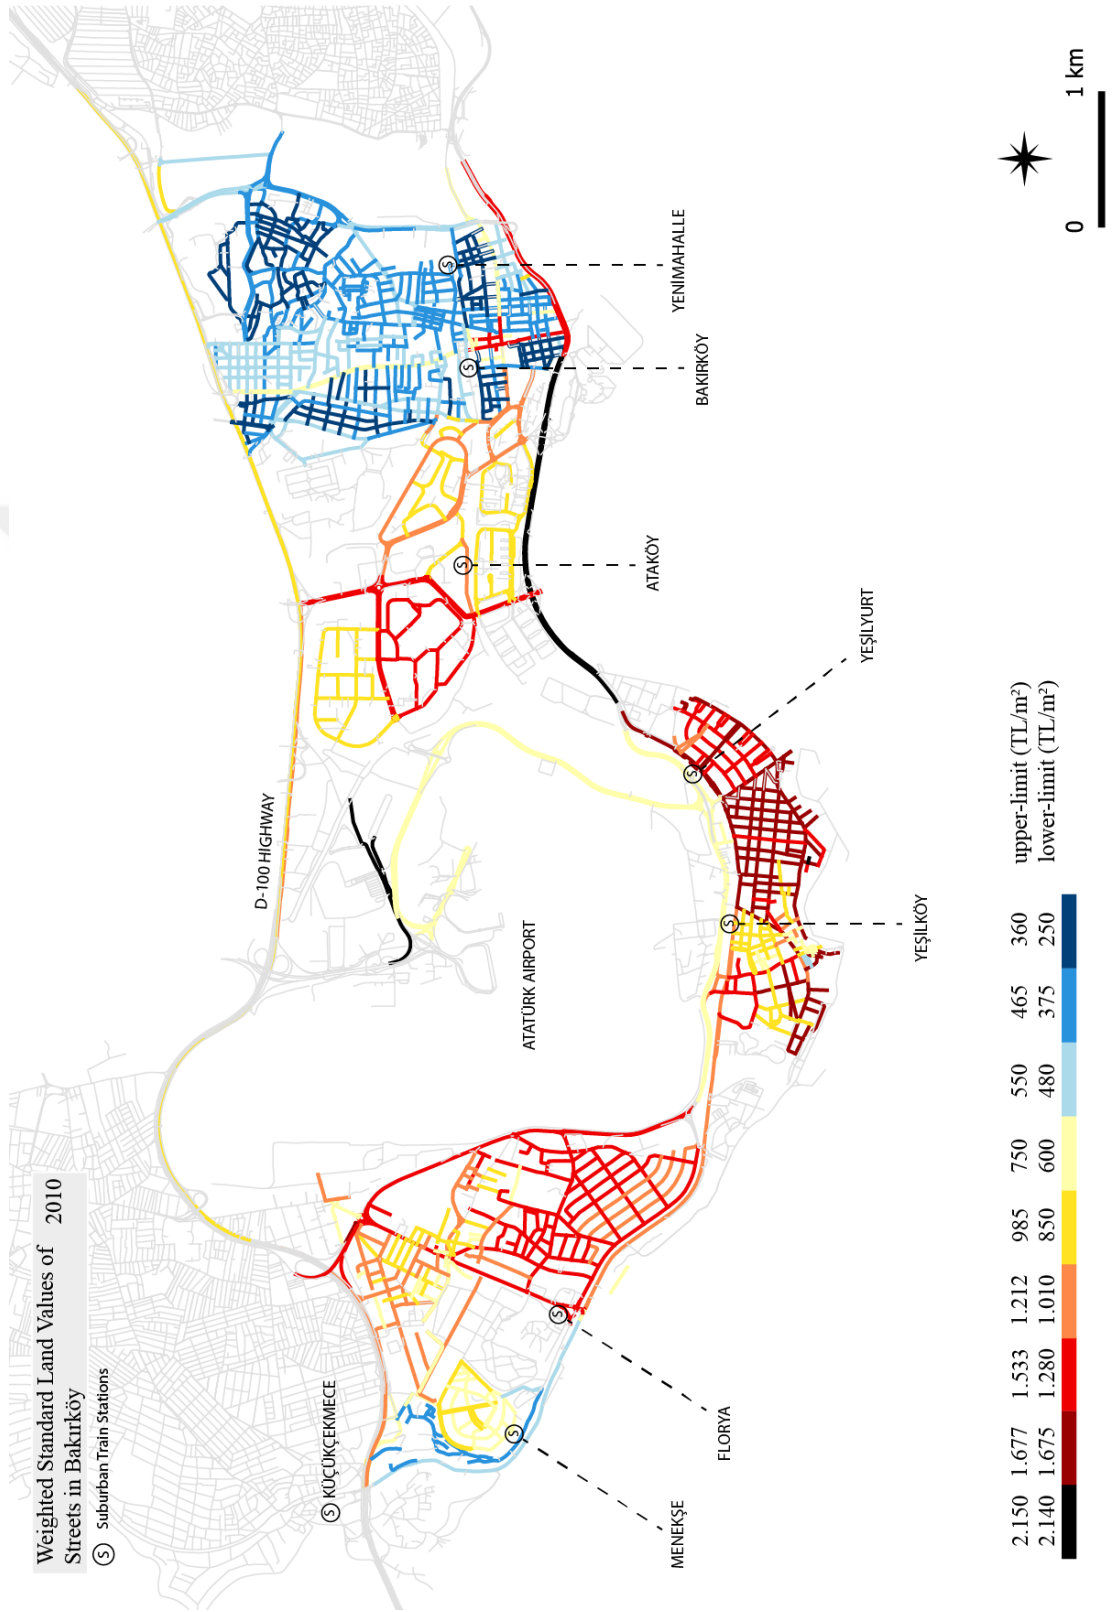 Weighted Standard Land Values of 2010
Streets in Bakırköy
S Suburban Train Stations
S KÜÇÜKÇEKMECE
D-100 HIGHWAY
ATATÜRK AIRPORT
MENEKŞE
FLORYA
YEŞİLKÖY
YEŞİLYURT
ATAKÖY
BAKIRKÖY
YENİMAHALLE
S
S
S
S
S
S
S
2.150 1.677 1.533 1.212 985 750 550 465 360 upper-limit (TL/m²)
2.140 1.675 1.280 1.010 850 600 480 375 250 lower-limit (TL/m²)
0 1 km